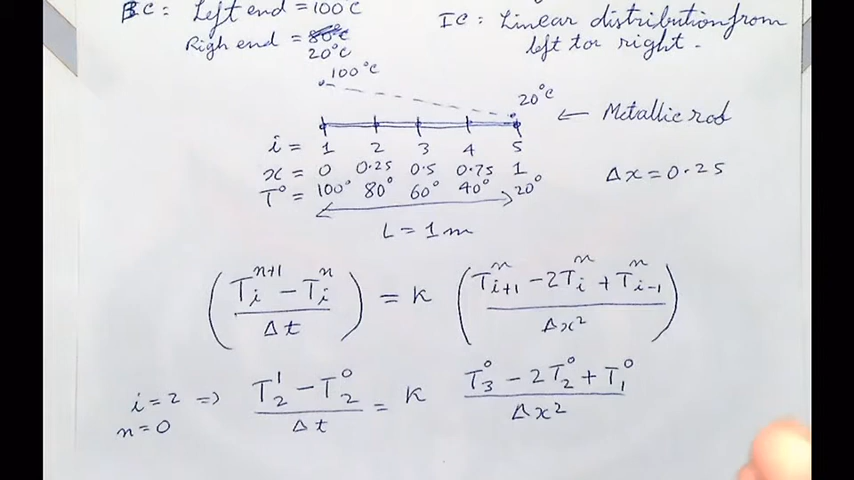 BC: Left end = 100°C
Righ end = 80°C
20°C
IC: Linear distribution from
left tor right.
100°C
20°C
← Metallic rod
i = 1 2 3 4 5
x = 0 0.25 0.5 0.75 1
T° = 100° 80° 60° 40° 20°
Δx = 0.25
L = 1m
(T_i^{n+1} - T_i^n / Δt) = K (T_{i+1}^n - 2T_i^n + T_{i-1}^n / Δx²)
i = 2 ⇒ T_2^1 - T_2^0 / Δt = K T_3^0 - 2T_2^0 + T_1^0 / Δx²
n = 0